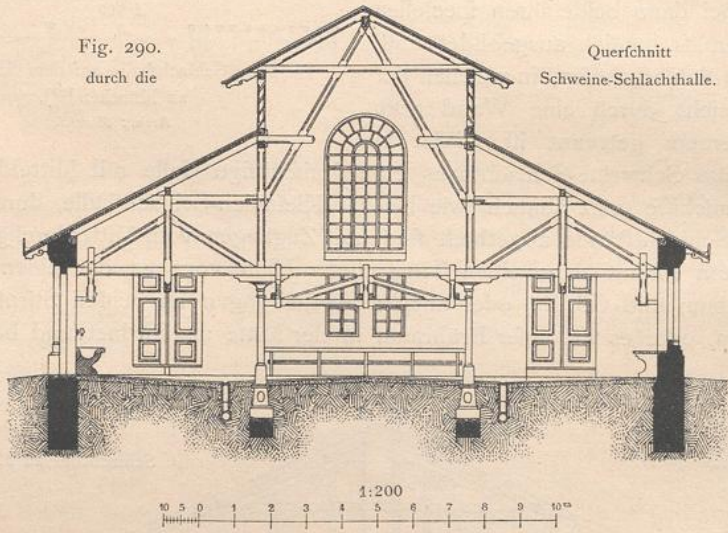 Fig. 290.
durch die
Querſchnitt
Schweine-Schlachthalle.
1:200
10 5 0 1 2 3 4 5 6 7 8 9 10ᵐ